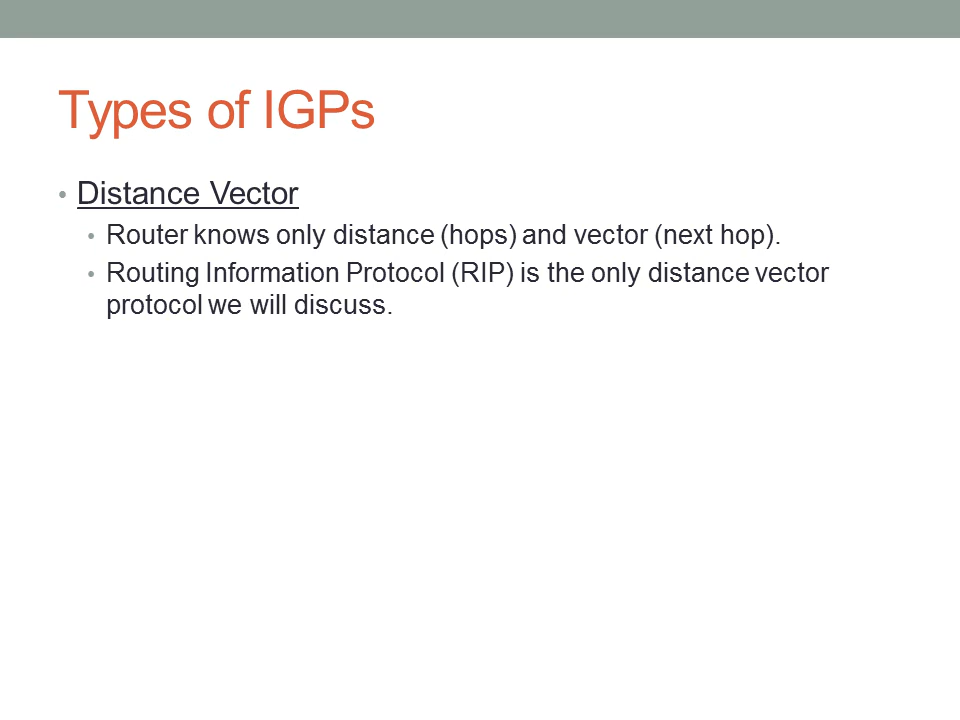 Types of IGPs
• Distance Vector
• Router knows only distance (hops) and vector (next hop).
• Routing Information Protocol (RIP) is the only distance vector
protocol we will discuss.